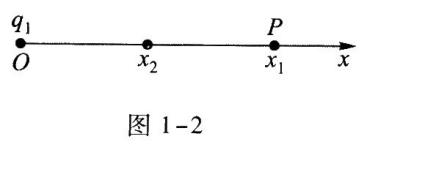 q₁ P
O x₂ x₁ x
图 1-2